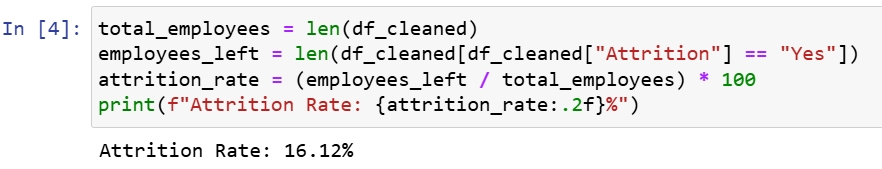 In [4]: total_employees = len(df_cleaned)
employees_left = len(df_cleaned[df_cleaned["Attrition"] == "Yes"])
attrition_rate = (employees_left / total_employees) * 100
print(f"Attrition Rate: {attrition_rate:.2f}%")
Attrition Rate: 16.12%